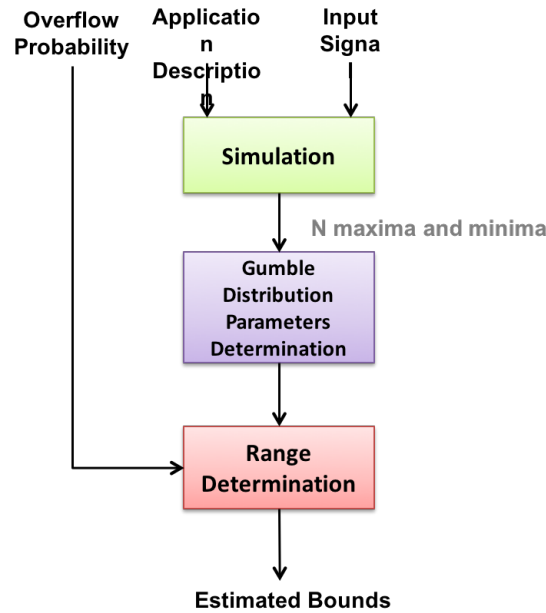 Overflow
Probability
Applicatio
n
Descriptio
n
Input
Signa
l
Simulation
N maxima and minima
Gumble
Distribution
Parameters
Determination
Range
Determination
Estimated Bounds